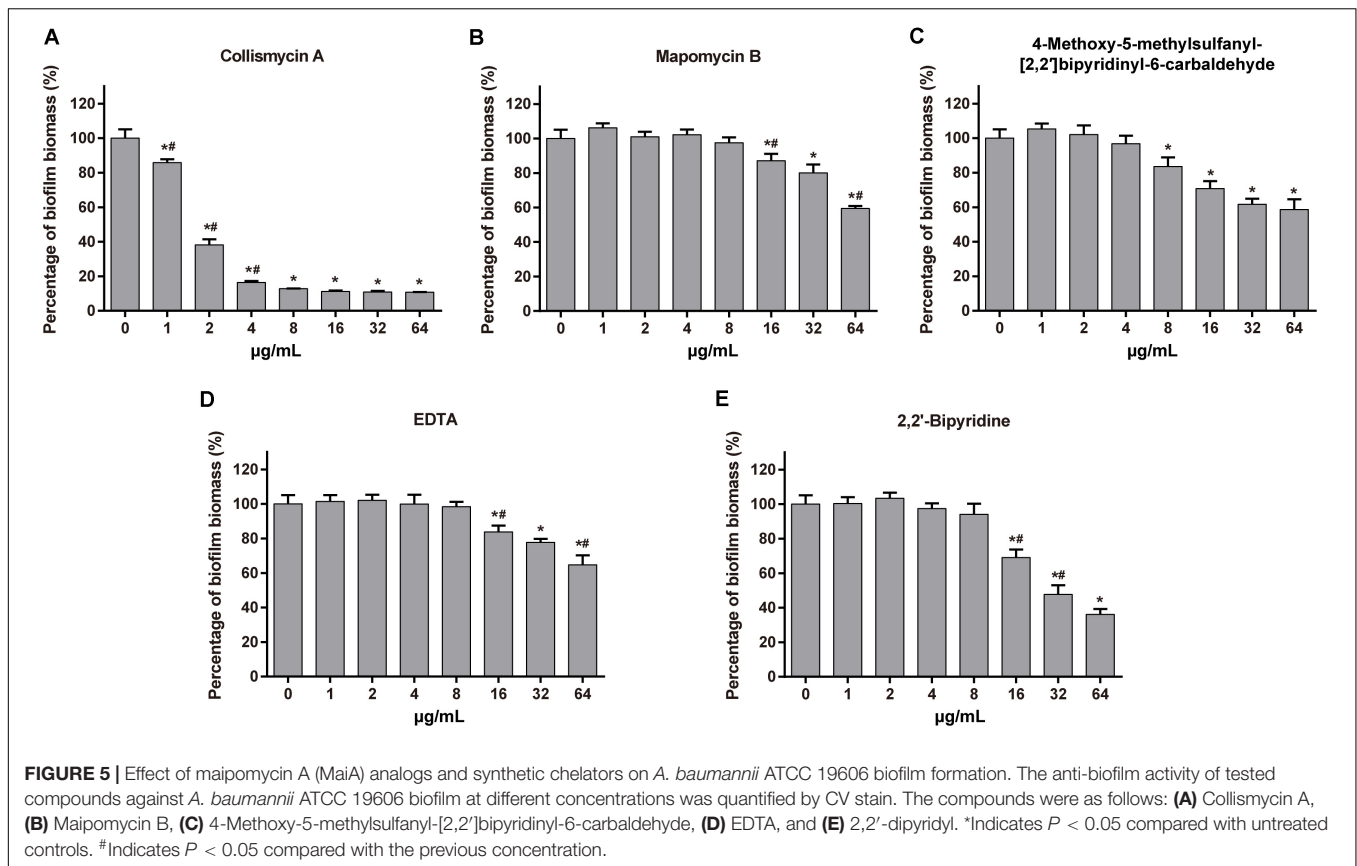 A
Collismycin A
Percentage of biofilm biomass (%)
120
100
80
60
40
20
0
*#
*#
*#
*
*
*
*
0 1 2 4 8 16 32 64
µg/mL
B
Mapomycin B
Percentage of biofilm biomass (%)
120
100
80
60
40
20
0
*#
*
*#
0 1 2 4 8 16 32 64
µg/mL
C
4-Methoxy-5-methylsulfanyl-
[2,2']bipyridinyl-6-carbaldehyde
Percentage of biofilm biomass (%)
120
100
80
60
40
20
0
*
*
*
*
0 1 2 4 8 16 32 64
µg/mL
D
EDTA
Percentage of biofilm biomass (%)
120
100
80
60
40
20
0
*#
*
*#
0 1 2 4 8 16 32 64
µg/mL
E
2,2'-Bipyridine
Percentage of biofilm biomass (%)
120
100
80
60
40
20
0
*#
*#
*
0 1 2 4 8 16 32 64
µg/mL
FIGURE 5 | Effect of maipomycin A (MaiA) analogs and synthetic chelators on A. baumannii ATCC 19606 biofilm formation. The anti-biofilm activity of tested
compounds against A. baumannii ATCC 19606 biofilm at different concentrations was quantified by CV stain. The compounds were as follows: (A) Collismycin A,
(B) Maipomycin B, (C) 4-Methoxy-5-methylsulfanyl-[2,2′]bipyridinyl-6-carbaldehyde, (D) EDTA, and (E) 2,2′-dipyridyl. *Indicates P < 0.05 compared with untreated
controls. #Indicates P < 0.05 compared with the previous concentration.